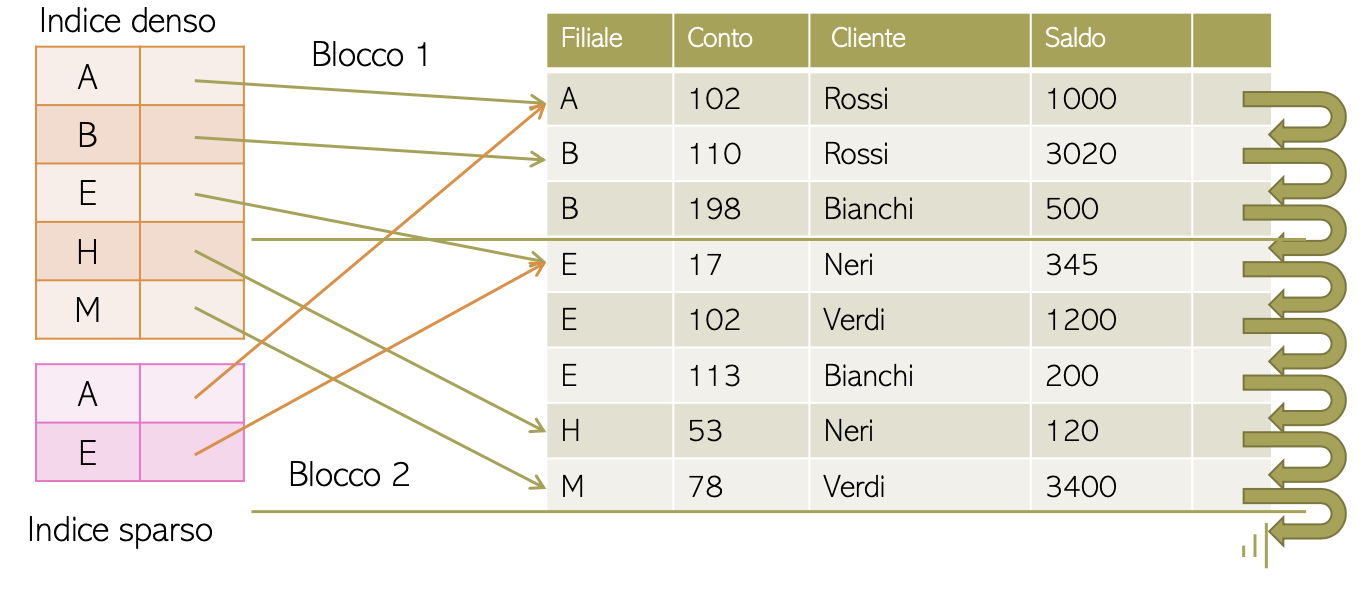 Indice denso
A
B
E
H
M
A
E
Indice sparso
Blocco 1
Blocco 2
Filiale Conto Cliente Saldo
A 102 Rossi 1000
B 110 Rossi 3020
B 198 Bianchi 500
E 17 Neri 345
E 102 Verdi 1200
E 113 Bianchi 200
H 53 Neri 120
M 78 Verdi 3400